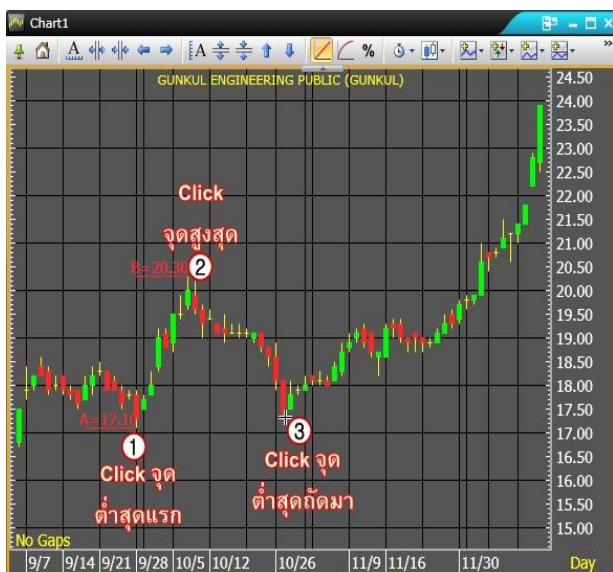 Chart1
A A %
GUNKUL ENGINEERING PUBLIC (GUNKUL)
24.50
24.00
23.50
23.00
22.50
22.00
21.50
21.00
20.50
20.00
19.50
19.00
18.50
18.00
17.50
17.00
16.50
16.00
15.50
15.00
Click
จุดสูงสุด
B=20.30
2
A=17.10
1
Click จุด
ต่ำสุดแรก
3
Click จุด
ต่ำสุดถัดมา
No Gaps
9/7 9/14 9/21 9/28 10/5 10/12 10/26 11/9 11/16 11/30 Day